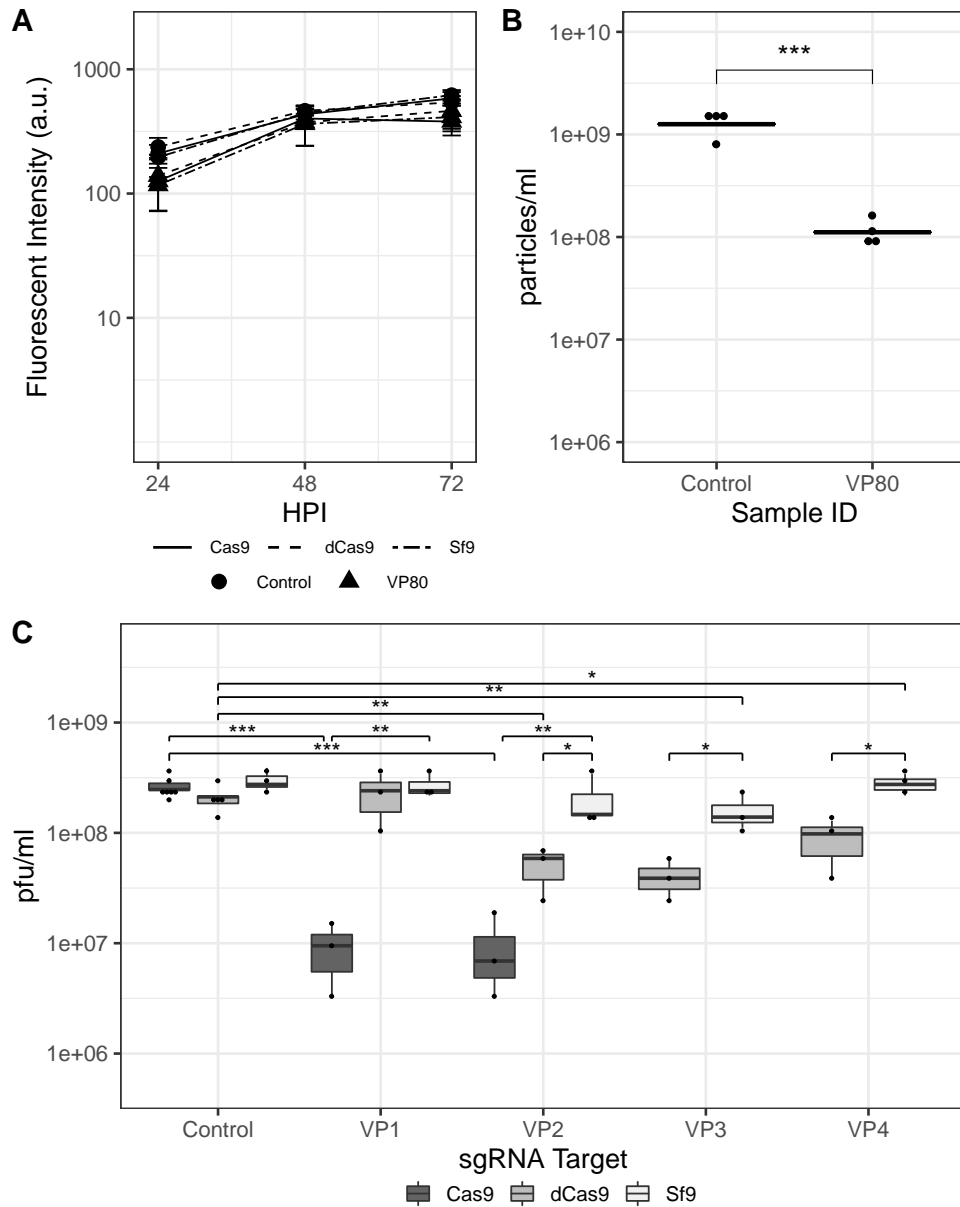 A
Fluorescent Intensity (a.u.)
1000
100
10
24 48 72
HPI
Cas9 dCas9 Sf9
Control VP80
B
particles/ml
1e+10
1e+09
1e+08
1e+07
1e+06
***
Control VP80
Sample ID
C
pfu/ml
1e+09
1e+08
1e+07
1e+06
*
**
**
*** ** **
*** * * *
Control VP1 VP2 VP3 VP4
sgRNA Target
Cas9 dCas9 Sf9